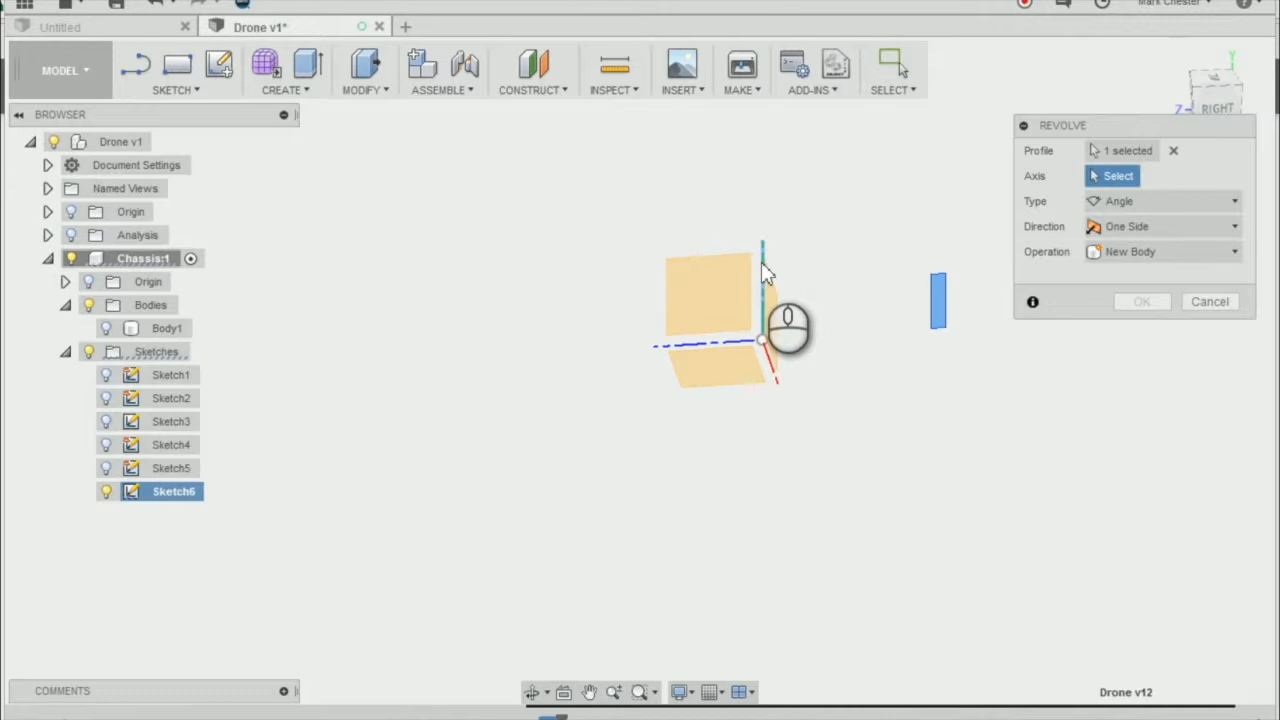 Mark Chester
Untitled
Drone v1*
MODEL
SKETCH
CREATE
MODIFY
ASSEMBLE
CONSTRUCT
INSPECT
INSERT
MAKE
ADD-INS
SELECT
BROWSER
Drone v1
Document Settings
Named Views
Origin
Analysis
Chassis:1
Origin
Bodies
Body1
Sketches
Sketch1
Sketch2
Sketch3
Sketch4
Sketch5
Sketch6
Y
Z
RIGHT
REVOLVE
Profile 1 selected
Axis Select
Type Angle
Direction One Side
Operation New Body
OK Cancel
COMMENTS
Drone v12